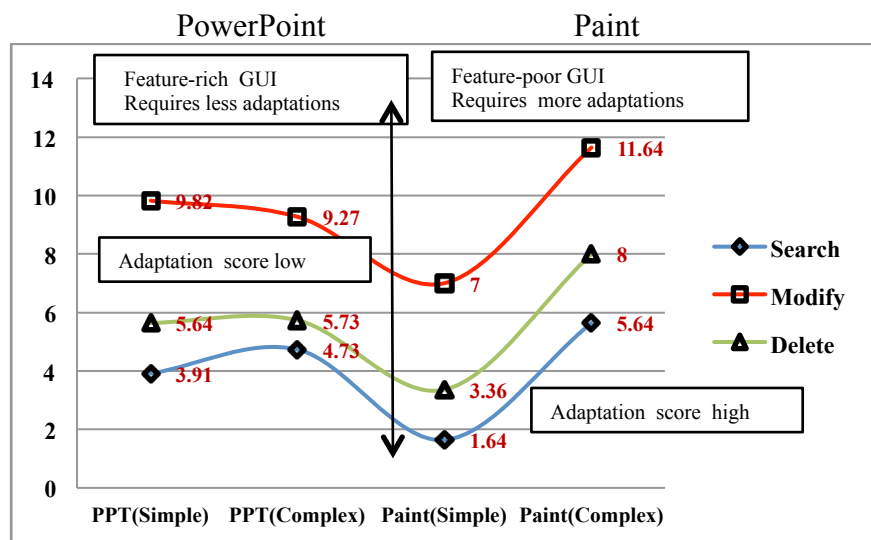 PowerPoint
Paint
Feature-rich GUI
Requires less adaptations
Feature-poor GUI
Requires more adaptations
14
12
10
8
6
4
2
0
11.64
9.82
9.27
7
Adaptation score low
8
5.64
5.73
5.64
3.91
4.73
3.36
1.64
Adaptation score high
Search
Modify
Delete
PPT(Simple)
PPT(Complex)
Paint(Simple)
Paint(Complex)